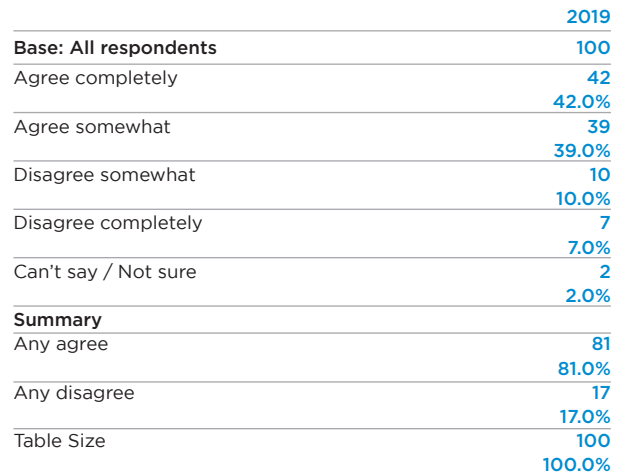 2019
Base: All respondents 100
Agree completely 42
42.0%
Agree somewhat 39
39.0%
Disagree somewhat 10
10.0%
Disagree completely 7
7.0%
Can’t say / Not sure 2
2.0%
Summary
Any agree 81
81.0%
Any disagree 17
17.0%
Table Size 100
100.0%